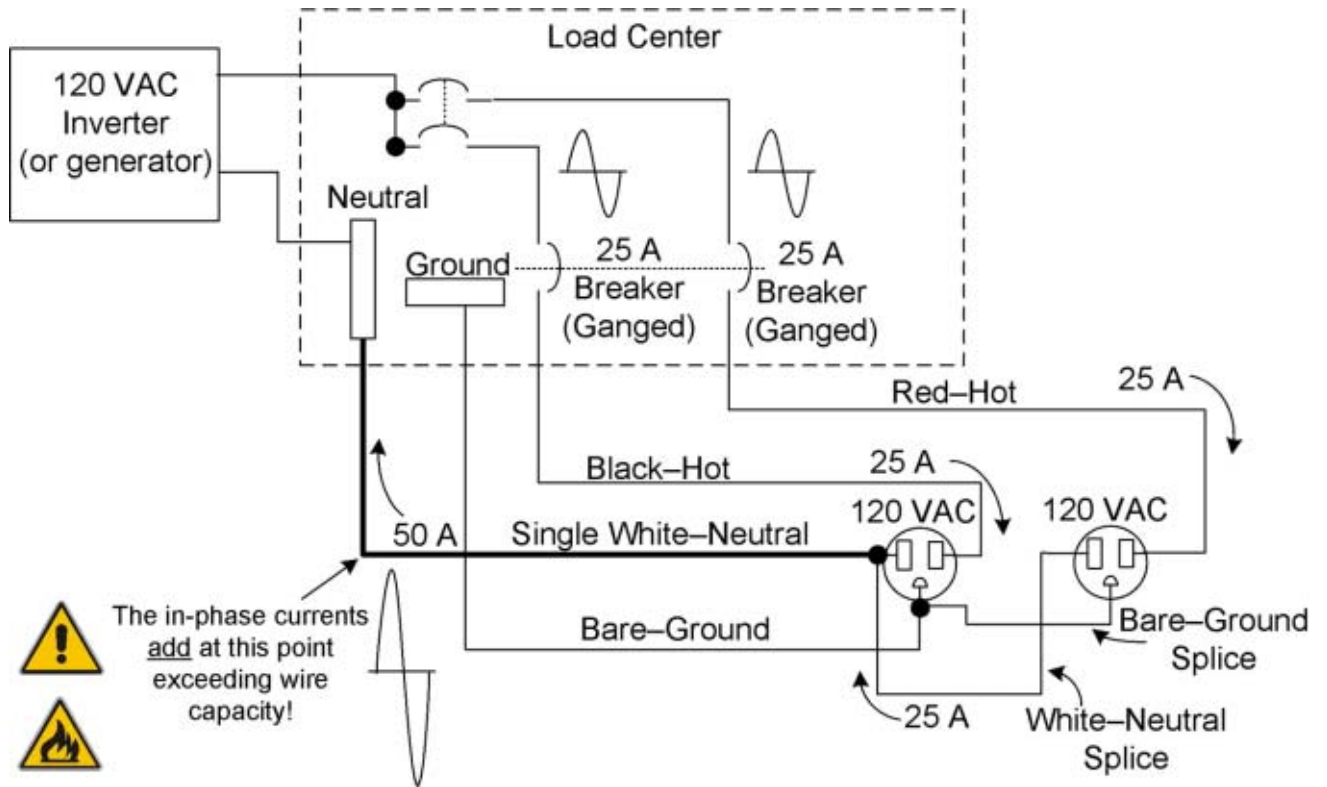 Load Center
120 VAC
Inverter
(or generator)
Neutral
Ground
25 A
Breaker
(Ganged)
25 A
Breaker
(Ganged)
Red–Hot
25 A
Black–Hot
25 A
120 VAC
120 VAC
50 A
Single White–Neutral
The in-phase currents
add at this point
exceeding wire
capacity!
Bare–Ground
Bare–Ground
Splice
25 A
White–Neutral
Splice